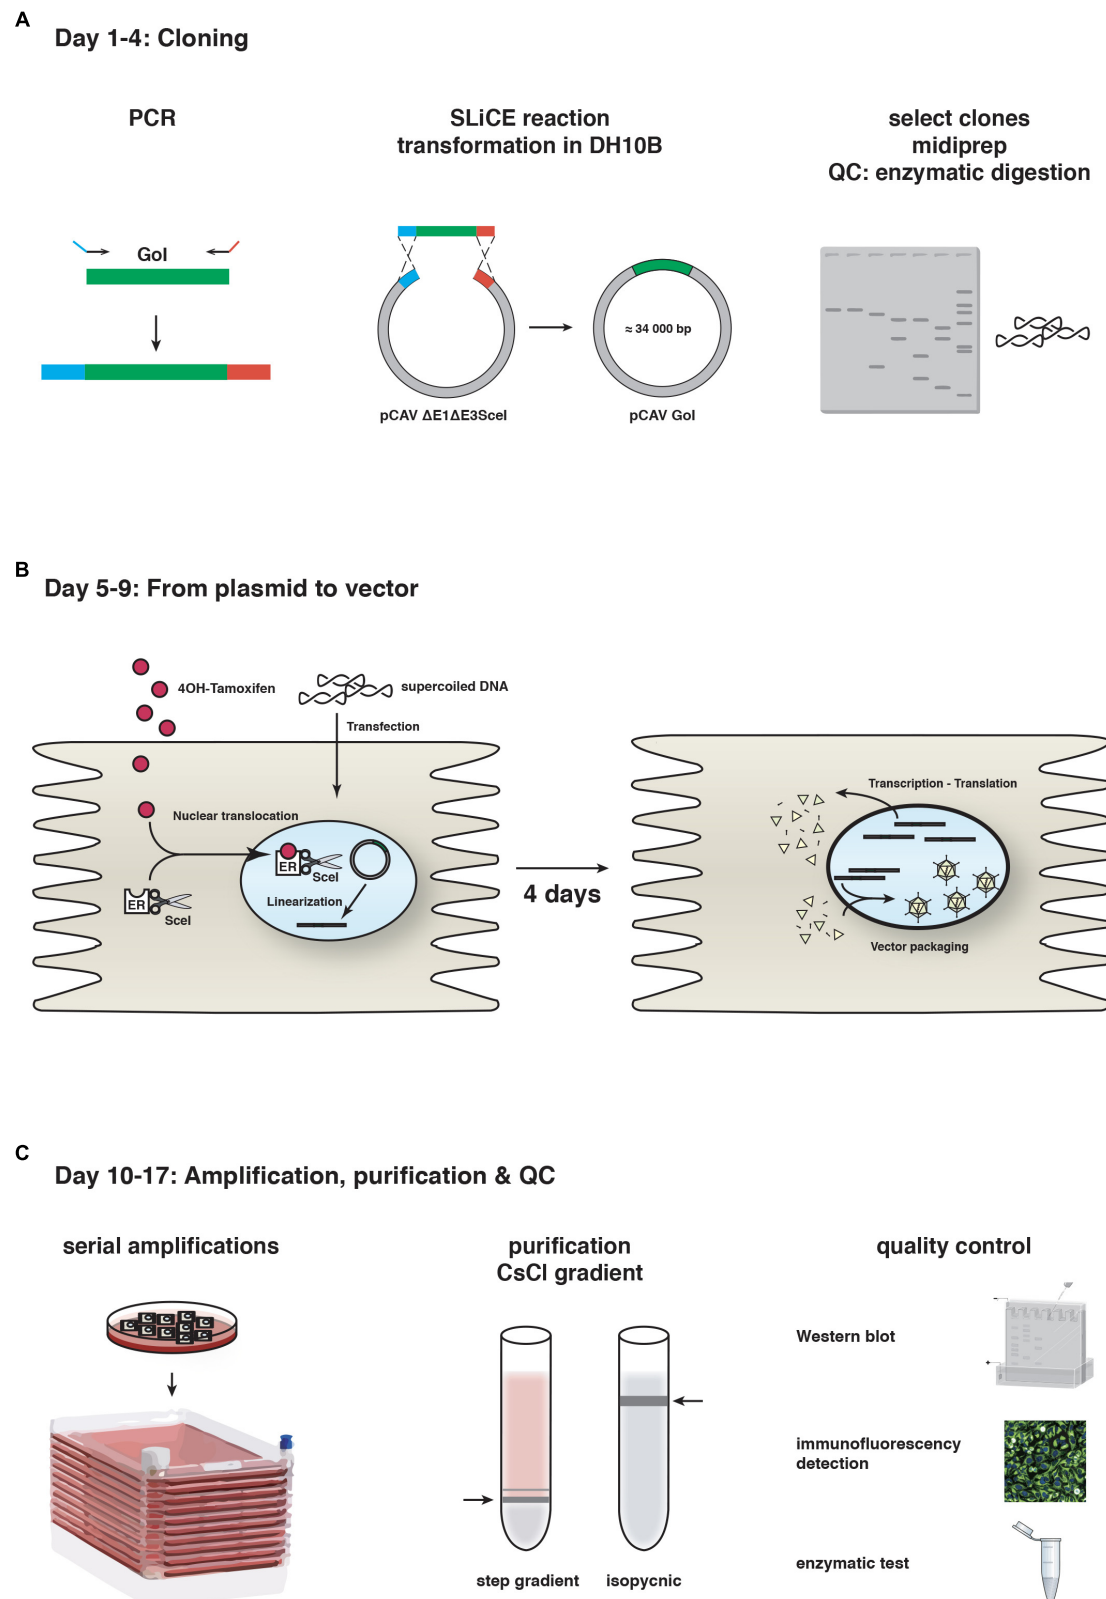 A
Day 1-4: Cloning
PCR
SLiCE reaction
transformation in DH10B
select clones
midiprep
QC: enzymatic digestion
GoI
≈ 34 000 bp
pCAV ΔE1ΔE3SceI
pCAV GoI
B
Day 5-9: From plasmid to vector
4OH-Tamoxifen
supercoiled DNA
Transfection
Nuclear translocation
ER
SceI
Linearization
ER
SceI
4 days
Transcription - Translation
Vector packaging
C
Day 10-17: Amplification, purification & QC
serial amplifications
purification
CsCl gradient
quality control
Western blot
immunofluorescency
detection
enzymatic test
step gradient
isopycnic